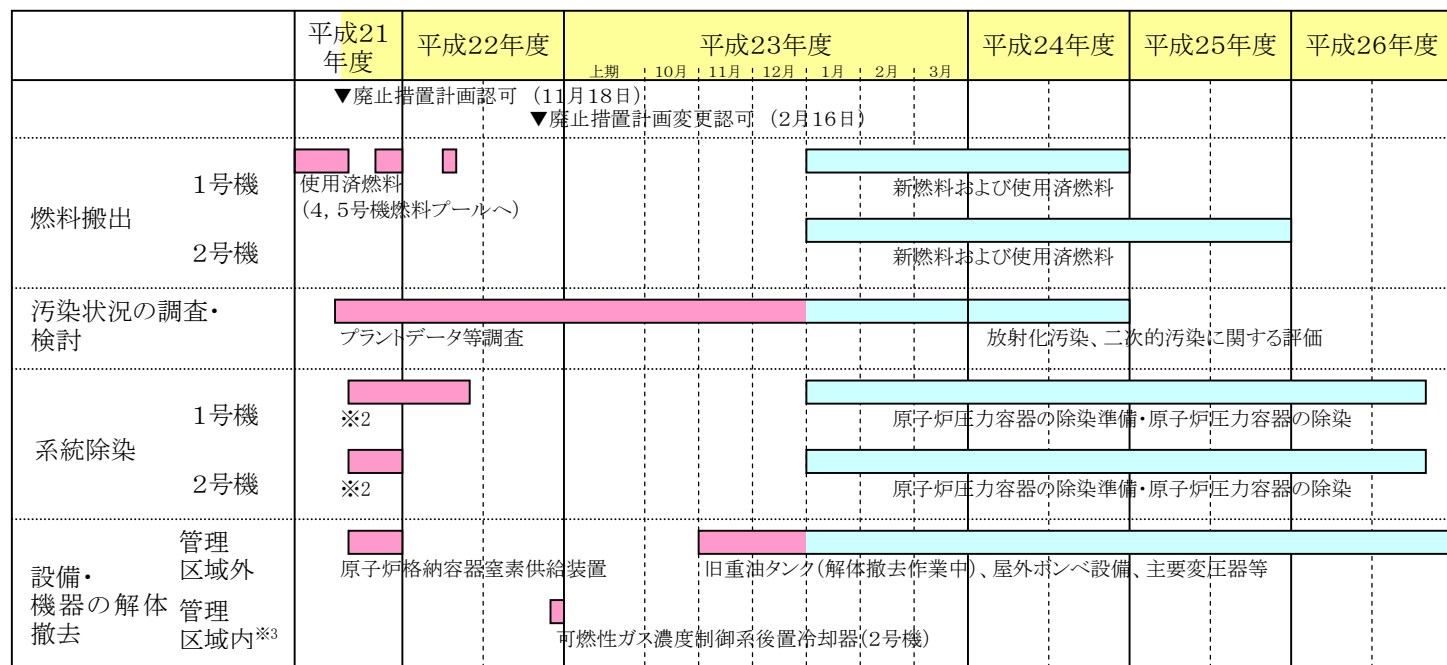 平成21
年度
平成22年度
平成23年度
平成24年度
平成25年度
平成26年度
上期
10月
11月
12月
1月
2月
3月
▼廃止措置計画認可 (11月18日)
▼廃止措置計画変更認可 (2月16日)
燃料搬出
1号機
使用済燃料
(4,5号機燃料プールへ)
新燃料および使用済燃料
2号機
新燃料および使用済燃料
汚染状況の調査・
検討
プラントデータ等調査
放射化汚染、二次的汚染に関する評価
系統除染
1号機
※2
原子炉圧力容器の除染準備・原子炉圧力容器の除染
2号機
※2
原子炉圧力容器の除染準備・原子炉圧力容器の除染
設備・
機器の解体
撤去
管理
区域外
原子炉格納容器窒素供給装置
旧重油タンク(解体撤去作業中)、屋外ボンベ設備、主要変圧器等
管理
区域内※3
可燃性ガス濃度制御系後置冷却器(2号機)